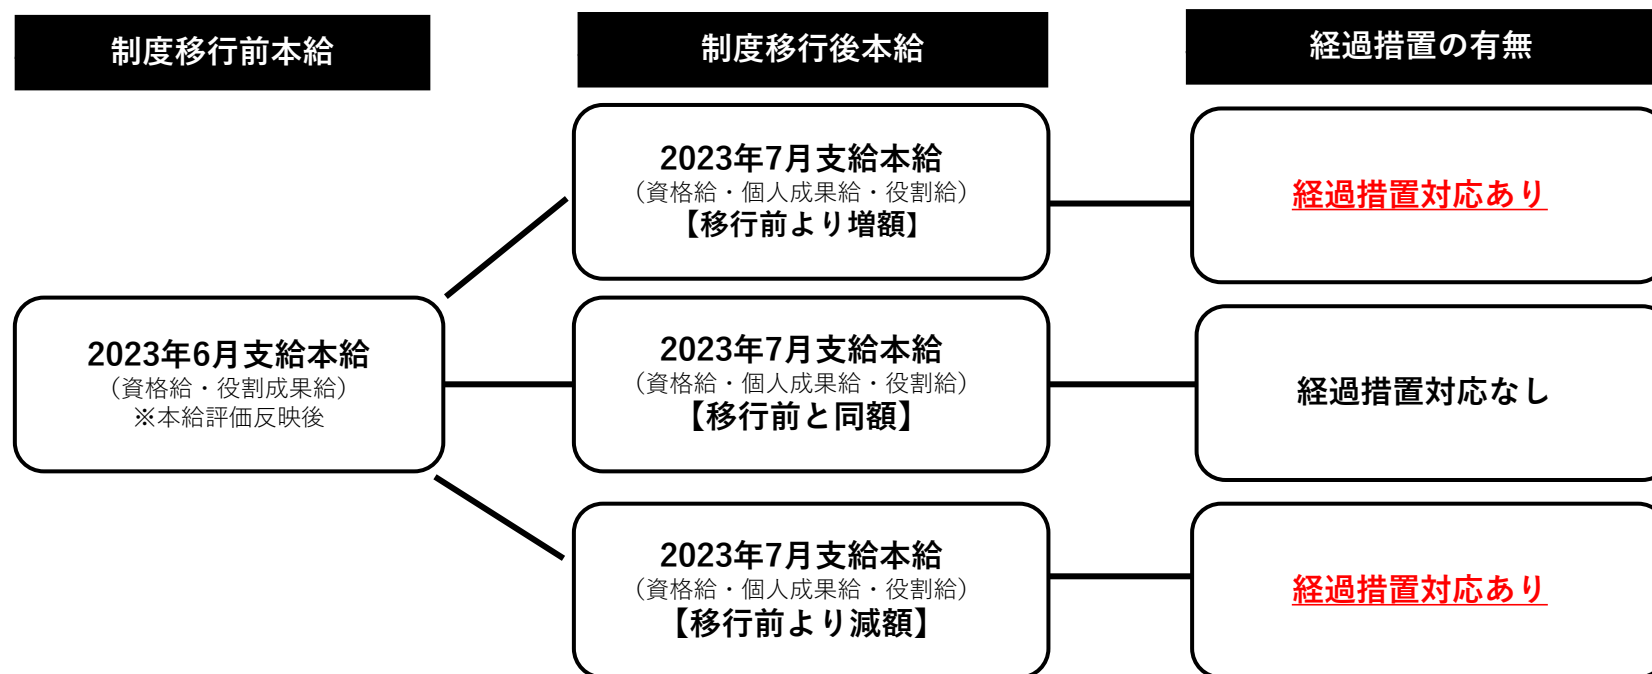 制度移行前本給
制度移行後本給
経過措置の有無
2023年6月支給本給
（資格給・役割成果給）
※本給評価反映後
2023年7月支給本給
（資格給・個人成果給・役割給）
【移行前より増額】
経過措置対応あり
2023年7月支給本給
（資格給・個人成果給・役割給）
【移行前と同額】
経過措置対応なし
2023年7月支給本給
（資格給・個人成果給・役割給）
【移行前より減額】
経過措置対応あり